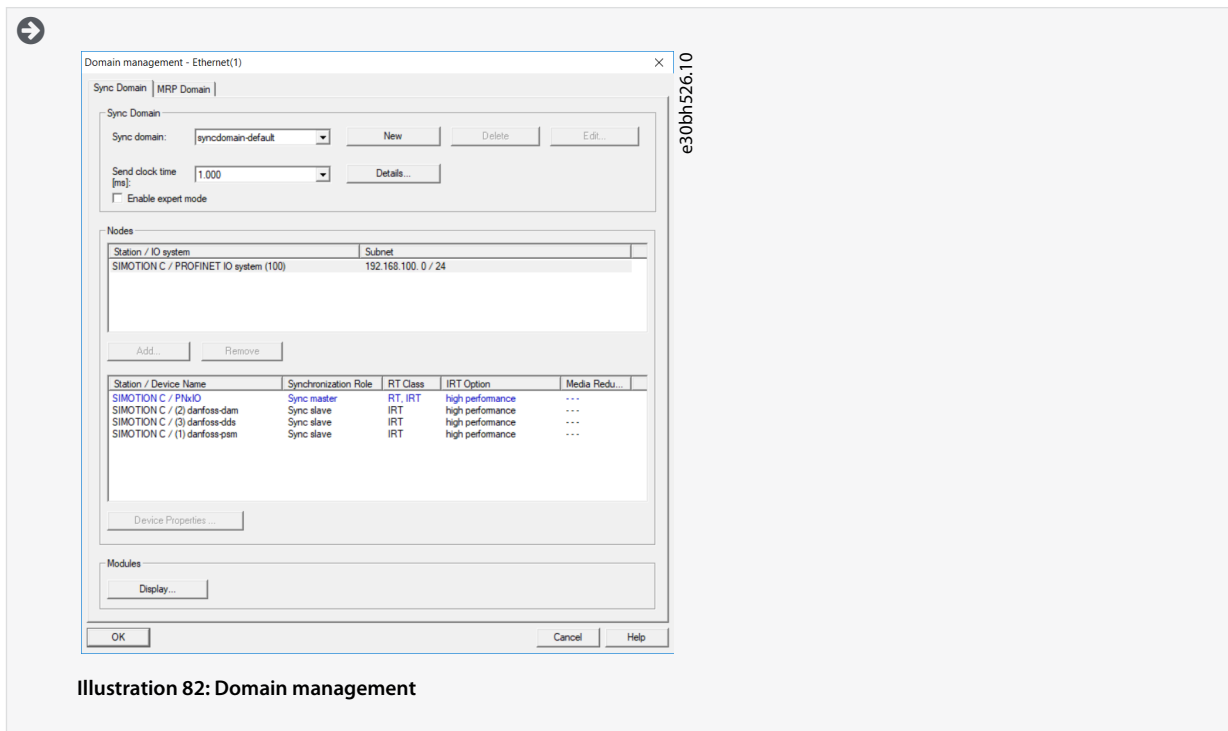 Domain management - Ethernet(1)
e30bh526.10
Sync Domain MRP Domain
Sync Domain
Sync domain: syncdomain-default New Delete Edit...
Send clock time [ms]: 1.000 Details...
Enable expert mode
Nodes
Station / IO system Subnet
SIMOTION C / PROFINET IO system (100) 192.168.100. 0 / 24
Add... Remove
Station / Device Name Synchronization Role RT Class IRT Option Media Redu...
SIMOTION C / PNxIO Sync master RT, IRT high perfomance ---
SIMOTION C / (2) danfoss-dam Sync slave IRT high perfomance ---
SIMOTION C / (3) danfoss-dds Sync slave IRT high perfomance ---
SIMOTION C / (1) danfoss-psm Sync slave IRT high perfomance ---
Device Properties ...
Modules
Display...
OK Cancel Help
Illustration 82: Domain management